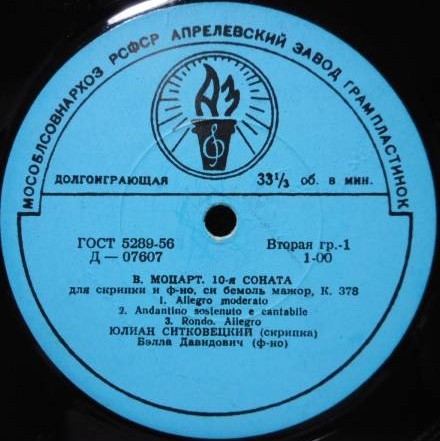 МОСОБЛСОВНАРХОЗ РСФСР АПРЕЛЕВСКИЙ ЗАВОД ГРАМПЛАСТИНОК
АЗ
ДОЛГОИГРАЮЩАЯ 33⅓ об. в мин.
ГОСТ 5289-56 Вторая гр.-1
Д — 07607 1-00
В. МОЦАРТ. 10-я СОНАТА
для скрипки и ф-но, си бемоль мажор, К. 378
1. Allegro moderato
2. Andantino sostenuto e cantabile
3. Rondo. Allegro
ЮЛИАН СИТКОВЕЦКИЙ (скрипка)
Бэлла Давидович (ф-но)